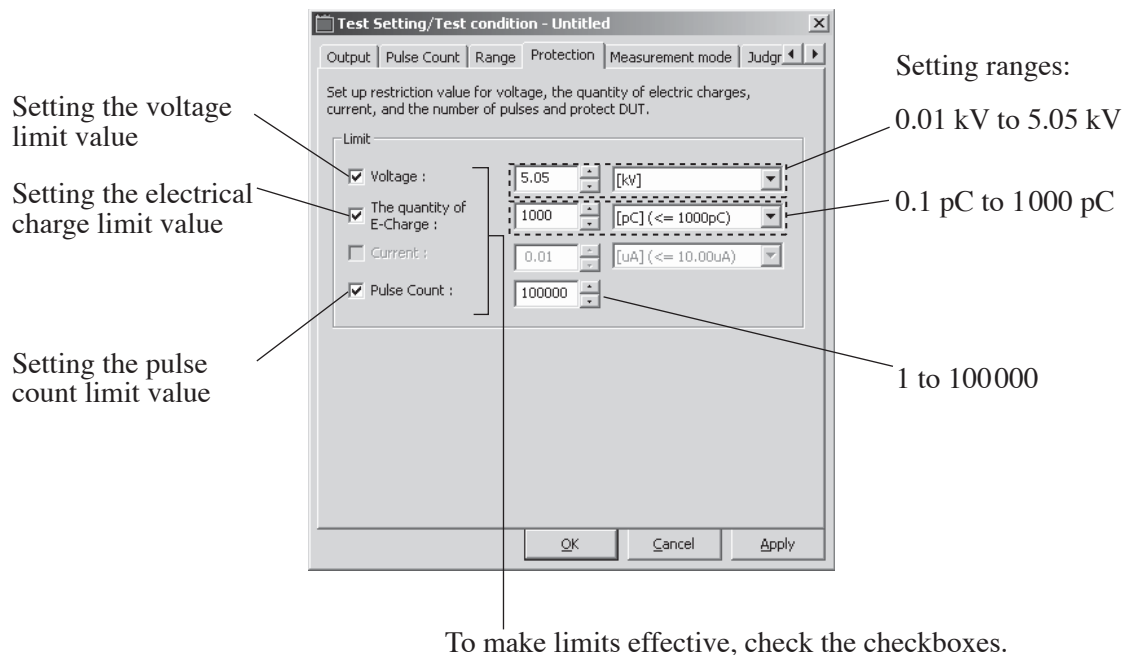 Test Setting/Test condition - Untitled
Output
Pulse Count
Range
Protection
Measurement mode
Judgr
Set up restriction value for voltage, the quantity of electric charges,
current, and the number of pulses and protect DUT.
Limit
Voltage :
5.05
[kV]
The quantity of
E-Charge :
1000
[pC] (<= 1000pC)
Current :
0.01
[uA] (<= 10.00uA)
Pulse Count :
100000
OK
Cancel
Apply
Setting the voltage
limit value
Setting the electrical
charge limit value
Setting the pulse
count limit value
Setting ranges:
0.01 kV to 5.05 kV
0.1 pC to 1000 pC
1 to 100000
To make limits effective, check the checkboxes.